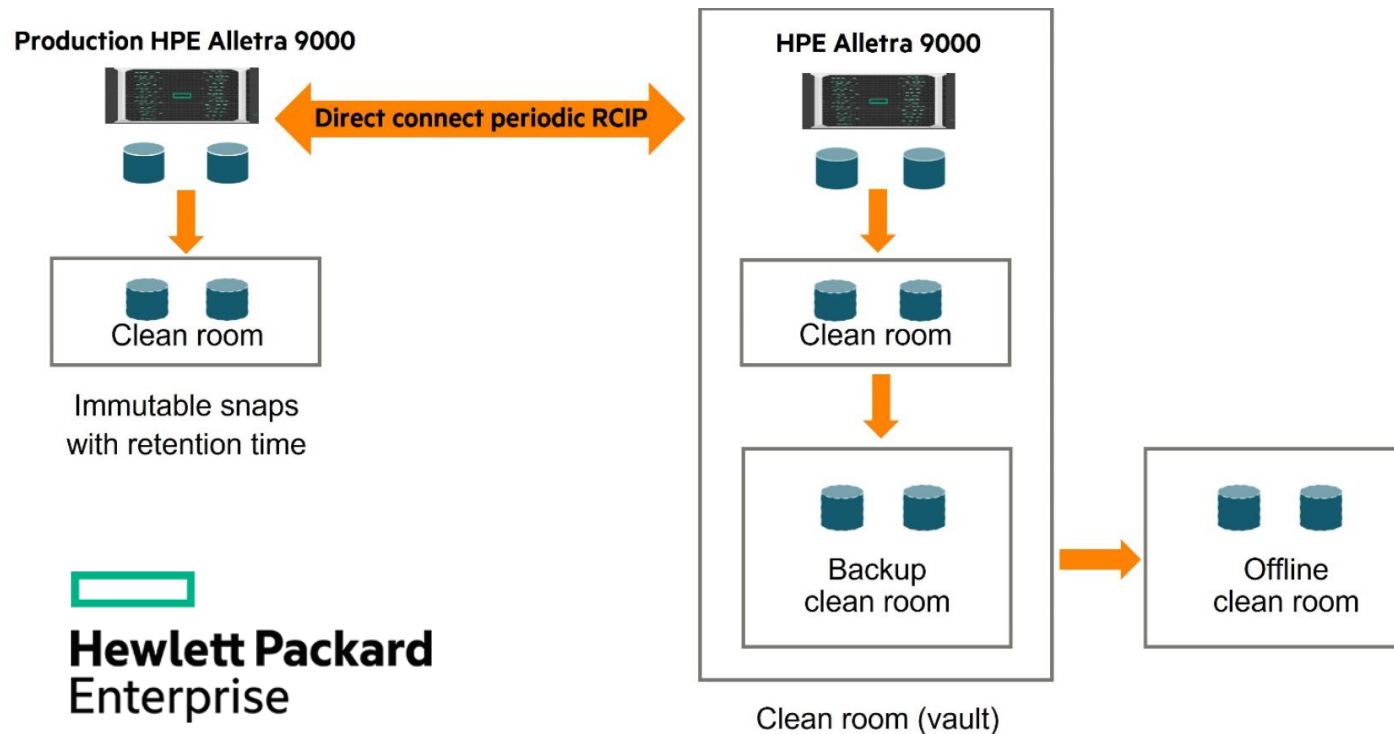 Production HPE Alletra 9000
HPE Alletra 9000
Direct connect periodic RCIP
Clean room
Immutable snaps
with retention time
Clean room
Backup
clean room
Offline
clean room
Clean room (vault)
Hewlett Packard
Enterprise